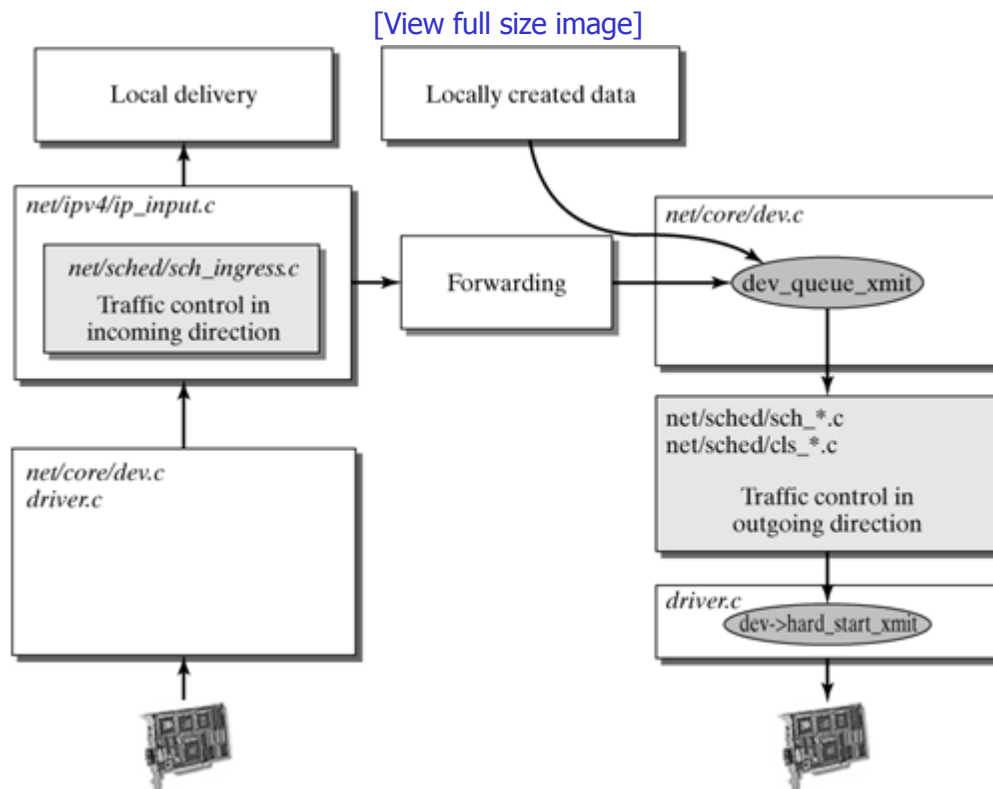 [View full size image]
Local delivery
Locally created data
net/ipv4/ip_input.c
net/sched/sch_ingress.c
Traffic control in
incoming direction
Forwarding
net/core/dev.c
dev_queue_xmit
net/core/dev.c
driver.c
net/sched/sch_*.c
net/sched/cls_*.c
Traffic control in
outgoing direction
driver.c
dev->hard_start_xmit